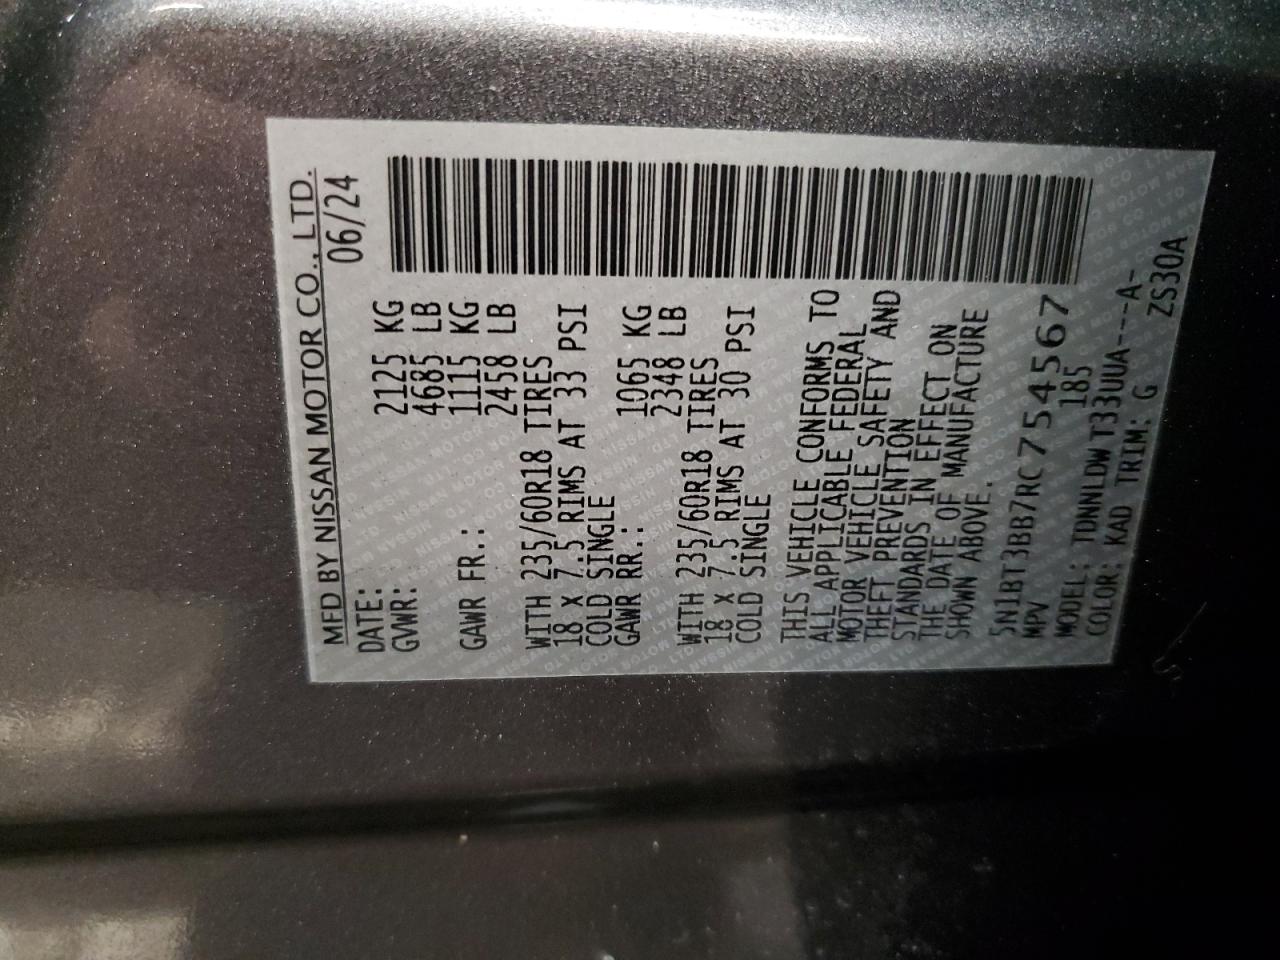 MFD BY NISSAN MOTOR CO., LTD.
DATE: 06/24
GVWR: 2125 KG
4685 LB
GAWR FR.: 1115 KG
2458 LB
WITH 235/60R18 TIRES
18 X 7.5 RIMS AT 33 PSI
COLD SINGLE
GAWR RR.: 1065 KG
2348 LB
WITH 235/60R18 TIRES
18 X 7.5 RIMS AT 30 PSI
COLD SINGLE
THIS VEHICLE CONFORMS TO
ALL APPLICABLE FEDERAL
MOTOR VEHICLE SAFETY AND
THEFT PREVENTION
STANDARDS IN EFFECT ON
THE DATE OF MANUFACTURE
SHOWN ABOVE.
5N1BT3BB7RC754567
MPV 185
MODEL: TDNNLDWT33UUA---A-
COLOR: KAD TRIM: G ZS30A